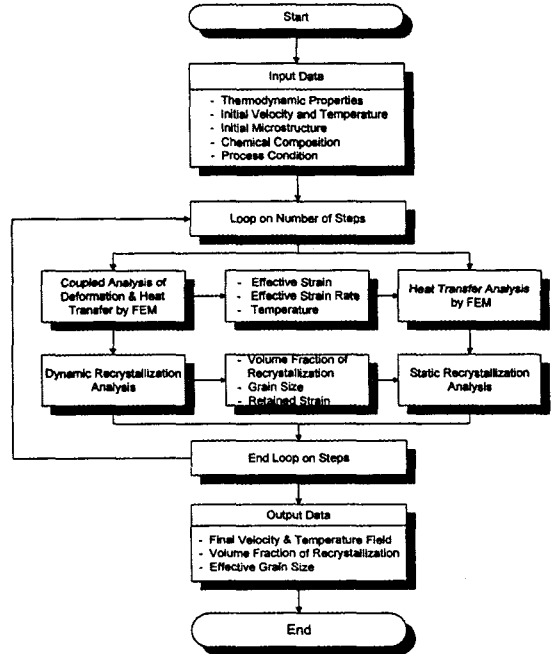 Start
Input Data
- Thermodynamic Properties
- Initial Velocity and Temperature
- Initial Microstructure
- Chemical Composition
- Process Condition
Loop on Number of Steps
Coupled Analysis of
Deformation & Heat
Transfer by FEM
- Effective Strain
- Effective Strain Rate
- Temperature
Heat Transfer Analysis
by FEM
Dynamic Recrystallization
Analysis
- Volume Fraction of
Recrystallization
- Grain Size
- Retained Strain
Static Recrystallization
Analysis
End Loop on Steps
Output Data
- Final Velocity & Temperature Field
- Volume Fraction of Recrystallization
- Effective Grain Size
End